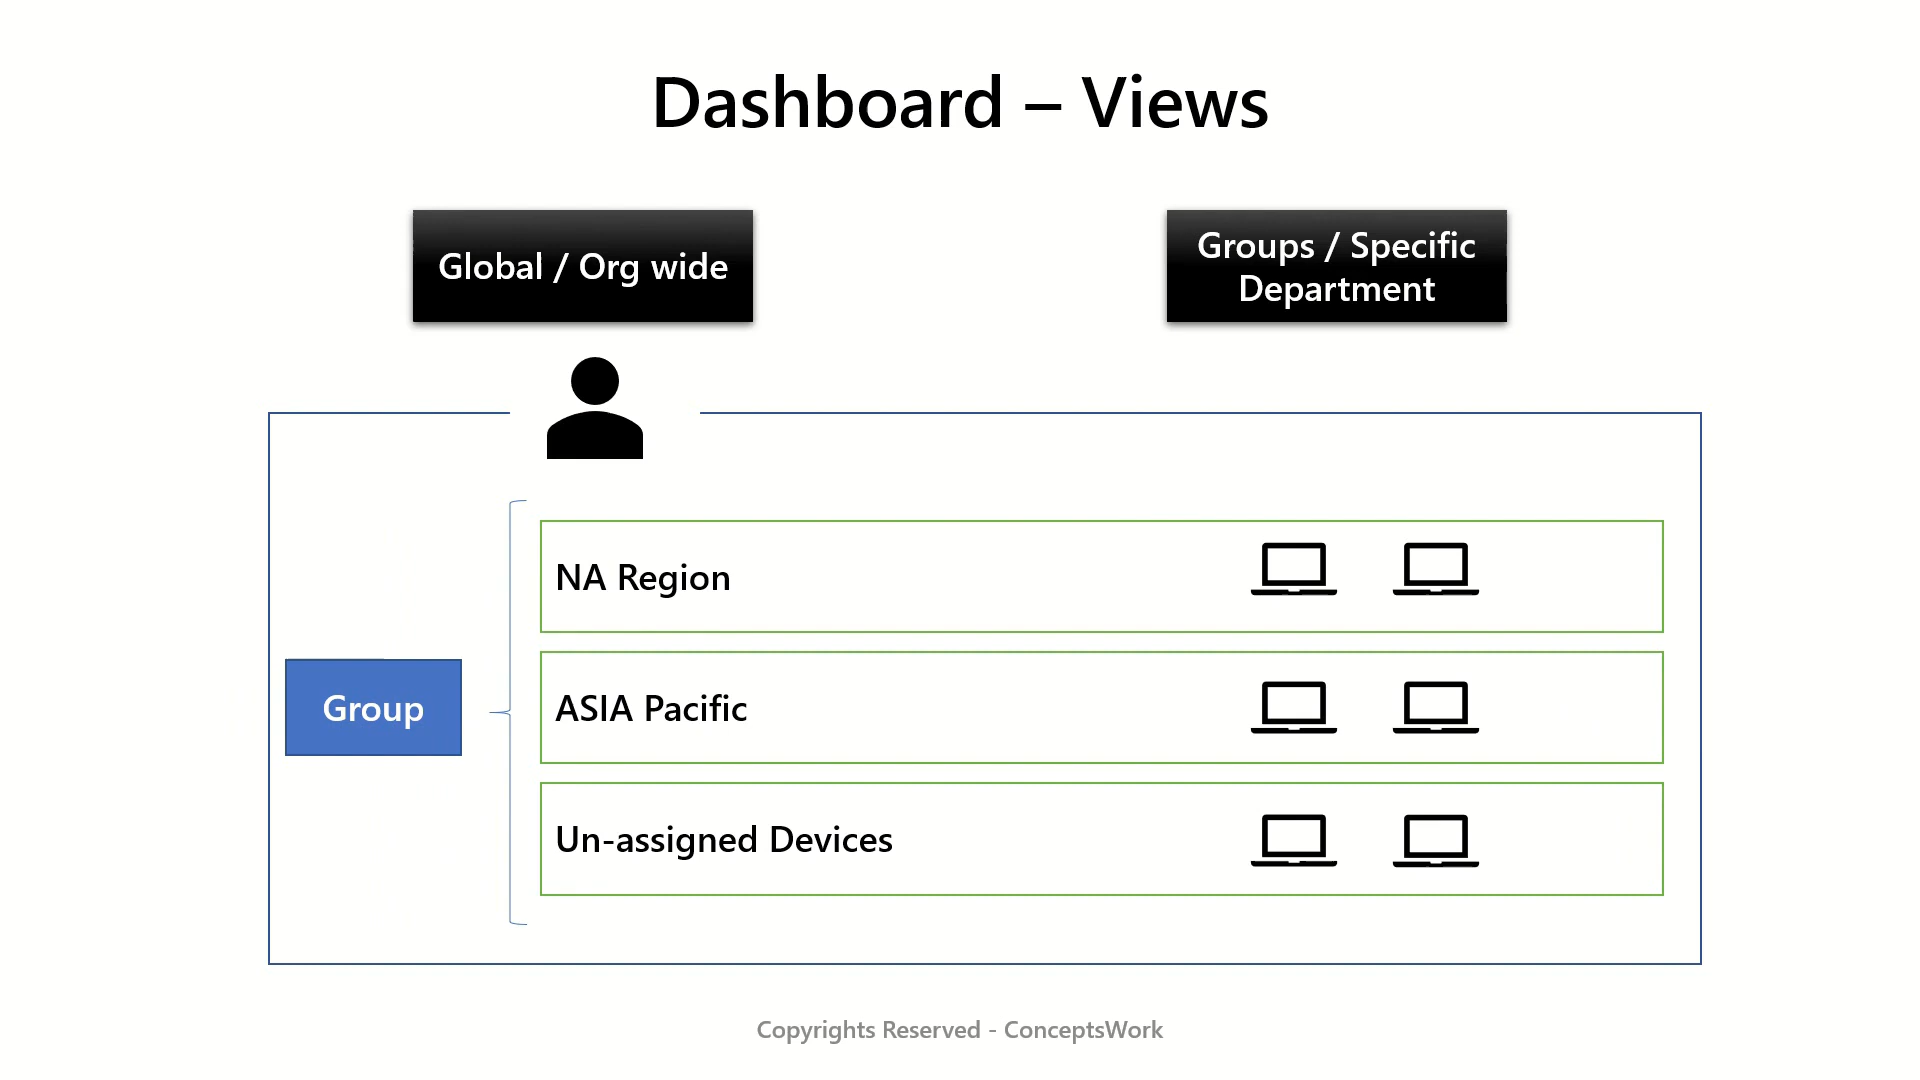 Dashboard – Views
Global / Org wide
Groups / Specific
Department
NA Region
ASIA Pacific
Group
Un-assigned Devices
Copyrights Reserved - ConceptsWork